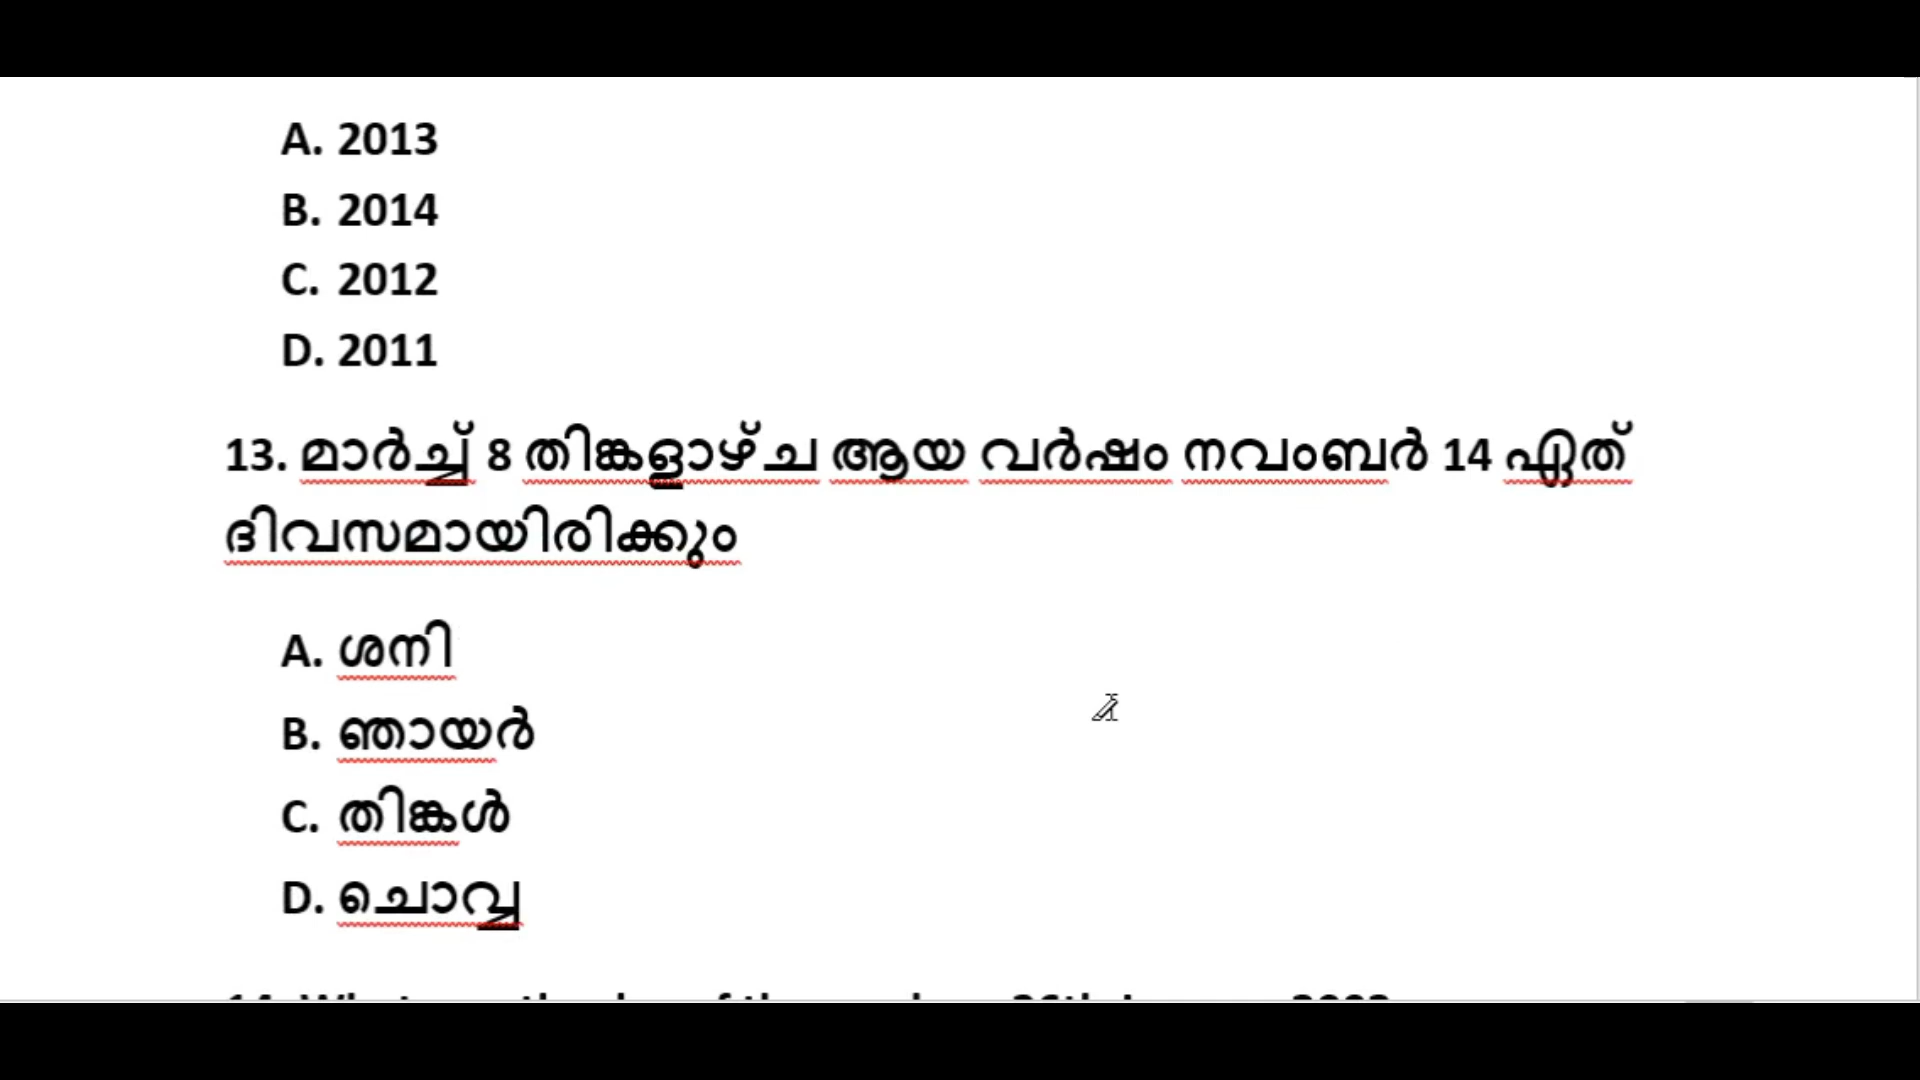 A. 2013
B. 2014
C. 2012
D. 2011
13. മാർച്ച് 8 തിങ്കളാഴ്ച ആയ വർഷം നവംബർ 14 ഏത്
ദിവസമായിരിക്കും
A. ശനി
B. ഞായർ
C. തിങ്കൾ
D. ചൊവ്വ